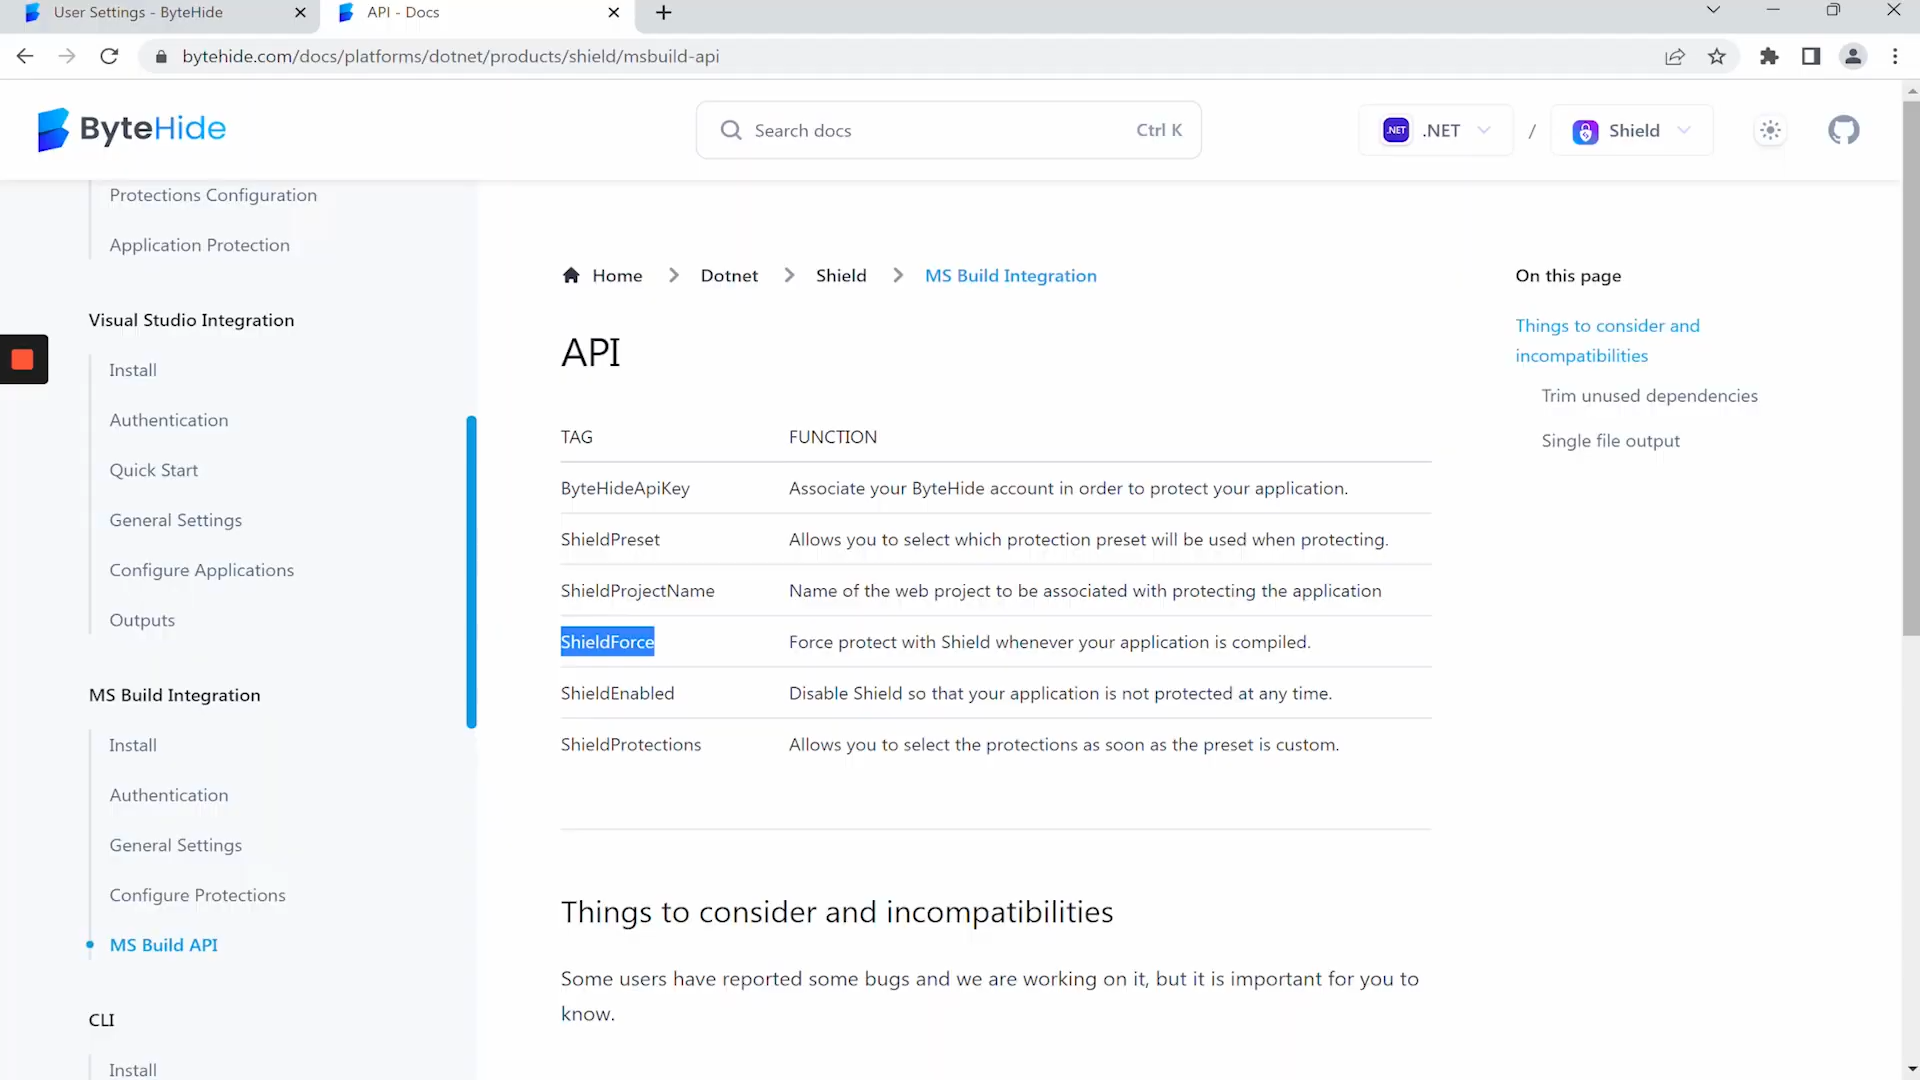 User Settings - ByteHide
API - Docs
bytehide.com/docs/platforms/dotnet/products/shield/msbuild-api
ByteHide
Search docs
Ctrl K
.NET
.NET
/
Shield
Protections Configuration
Application Protection
Visual Studio Integration
Install
Authentication
Quick Start
General Settings
Configure Applications
Outputs
MS Build Integration
Install
Authentication
General Settings
Configure Protections
MS Build API
CLI
Install
Home > Dotnet > Shield > MS Build Integration
API
TAG FUNCTION
ByteHideApiKey Associate your ByteHide account in order to protect your application.
ShieldPreset Allows you to select which protection preset will be used when protecting.
ShieldProjectName Name of the web project to be associated with protecting the application
ShieldForce Force protect with Shield whenever your application is compiled.
ShieldEnabled Disable Shield so that your application is not protected at any time.
ShieldProtections Allows you to select the protections as soon as the preset is custom.
Things to consider and incompatibilities
Some users have reported some bugs and we are working on it, but it is important for you to
know.
On this page
Things to consider and
incompatibilities
Trim unused dependencies
Single file output